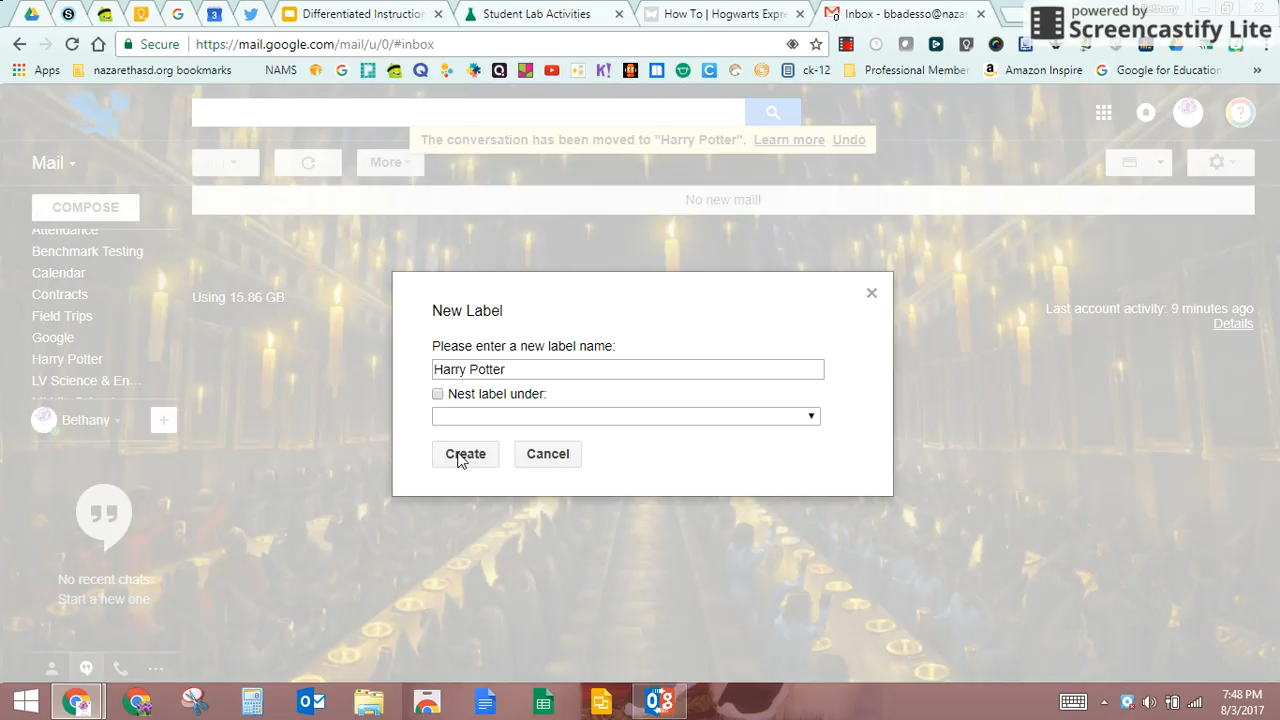 powered by
Screencastify Lite
Differentiated Instruction
Student Lab Activities
How To | Hogwarts Expr
Inbox - bbadesso@naza
Bethany
Secure
https://mail.google.com/mail/u/0/#inbox
Apps
nazarethasd.org bookmarks
NAMS
ck-12
Professional Member
Amazon Inspire
Google for Education
The conversation has been moved to "Harry Potter". Learn more Undo
Mail
More
COMPOSE
No new mail!
Attendance
Benchmark Testing
Calendar
Contracts
Field Trips
Google
Harry Potter
LV Science & En...
Bethany
Using 15.86 GB
Last account activity: 9 minutes ago
Details
New Label
Please enter a new label name:
Harry Potter
Nest label under:
Create
Cancel
No recent chats
Start a new one
7:48 PM
8/3/2017